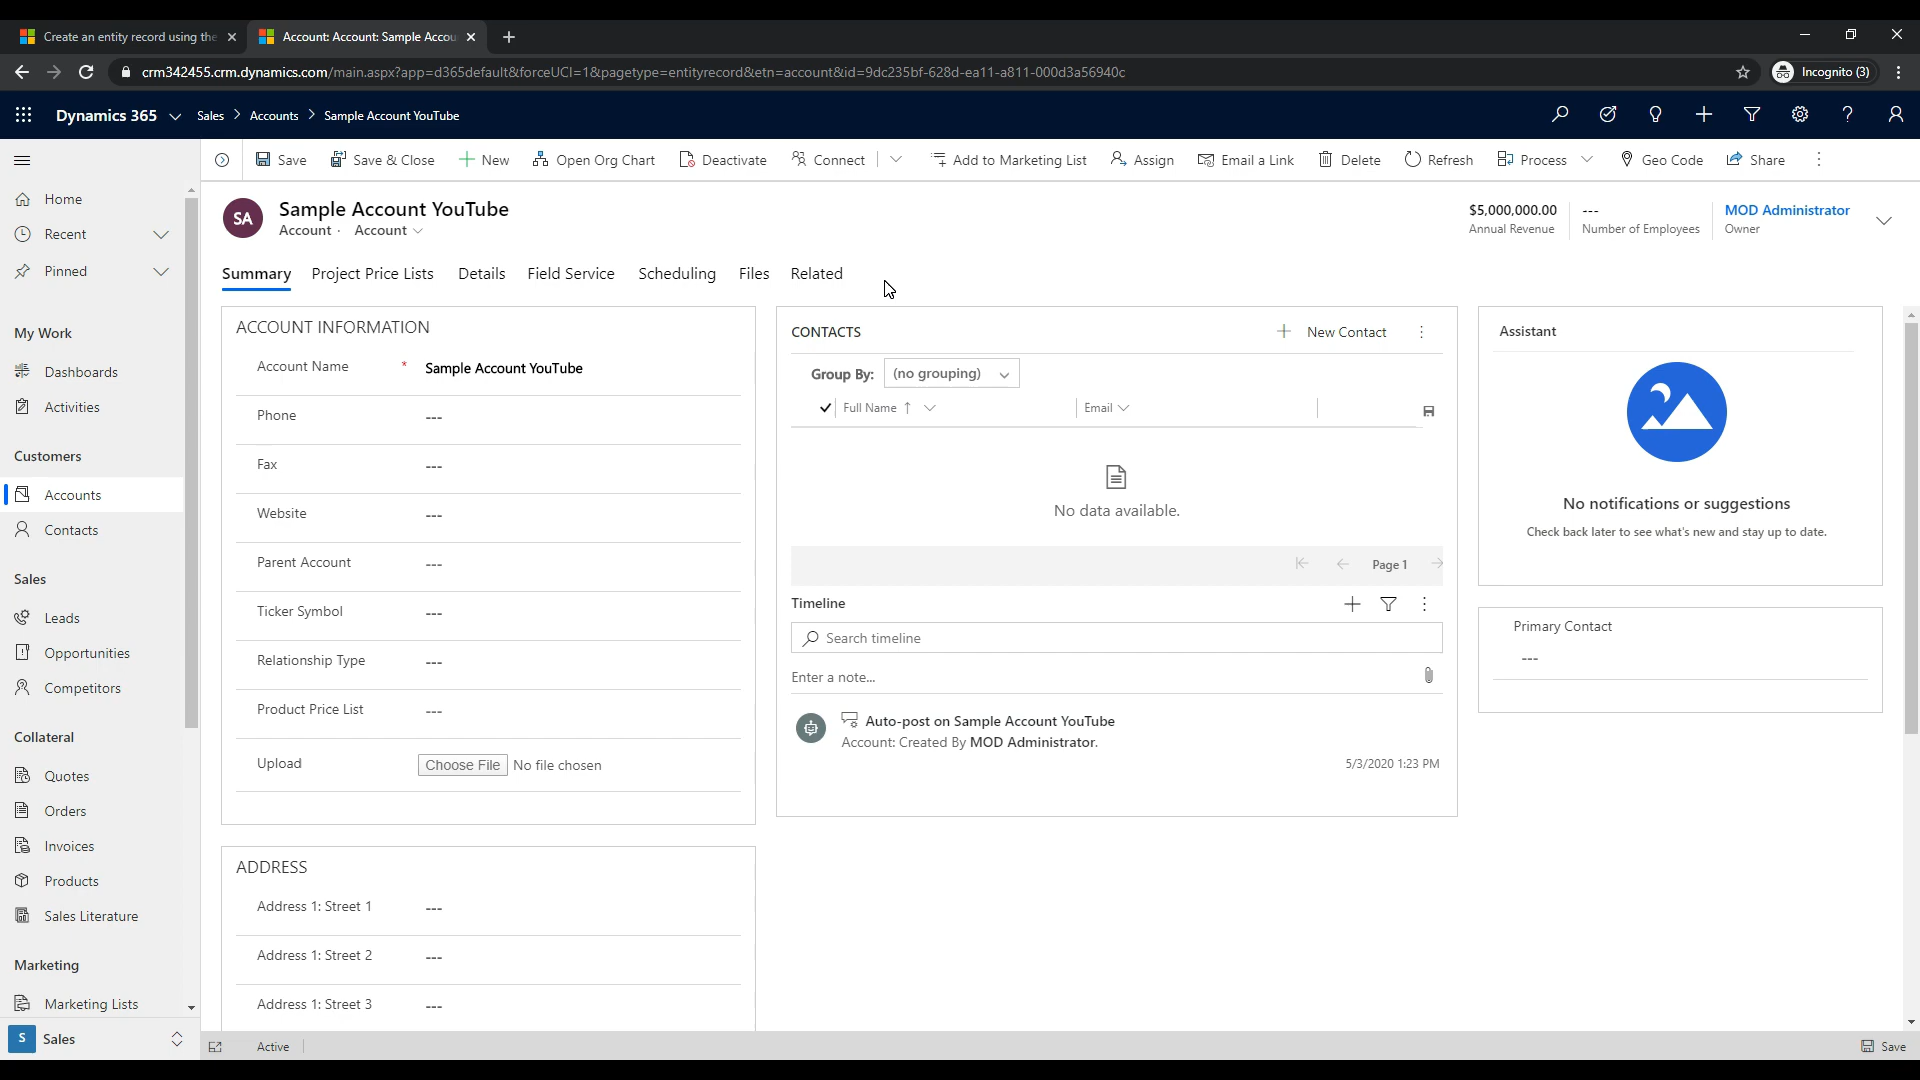 Create an entity record using the
Account: Account: Sample Accou
crm342455.crm.dynamics.com/main.aspx?app=d365default&forceUCI=1&pagetype=entityrecord&etn=account&id=9dc235bf-628d-ea11-a811-000d3a56940c
Incognito (3)
Dynamics 365
Sales > Accounts > Sample Account YouTube
Save
Save & Close
New
Open Org Chart
Deactivate
Connect
Add to Marketing List
Assign
Email a Link
Delete
Refresh
Process
Geo Code
Share
Home
Recent
Pinned
My Work
Dashboards
Activities
Customers
Accounts
Contacts
Sales
Leads
Opportunities
Competitors
Collateral
Quotes
Orders
Invoices
Products
Sales Literature
Marketing
Marketing Lists
S Sales
SA
Sample Account YouTube
Account · Account
$5,000,000.00
Annual Revenue
---
Number of Employees
MOD Administrator
Owner
Summary
Project Price Lists
Details
Field Service
Scheduling
Files
Related
ACCOUNT INFORMATION
Account Name * Sample Account YouTube
Phone ---
Fax ---
Website ---
Parent Account ---
Ticker Symbol ---
Relationship Type ---
Product Price List ---
Upload Choose File No file chosen
ADDRESS
Address 1: Street 1 ---
Address 1: Street 2 ---
Address 1: Street 3 ---
CONTACTS
New Contact
Group By: (no grouping)
Full Name
Email
No data available.
Page 1
Timeline
Search timeline
Enter a note...
Auto-post on Sample Account YouTube
Account: Created By MOD Administrator.
5/3/2020 1:23 PM
Assistant
No notifications or suggestions
Check back later to see what's new and stay up to date.
Primary Contact
---
Active
Save